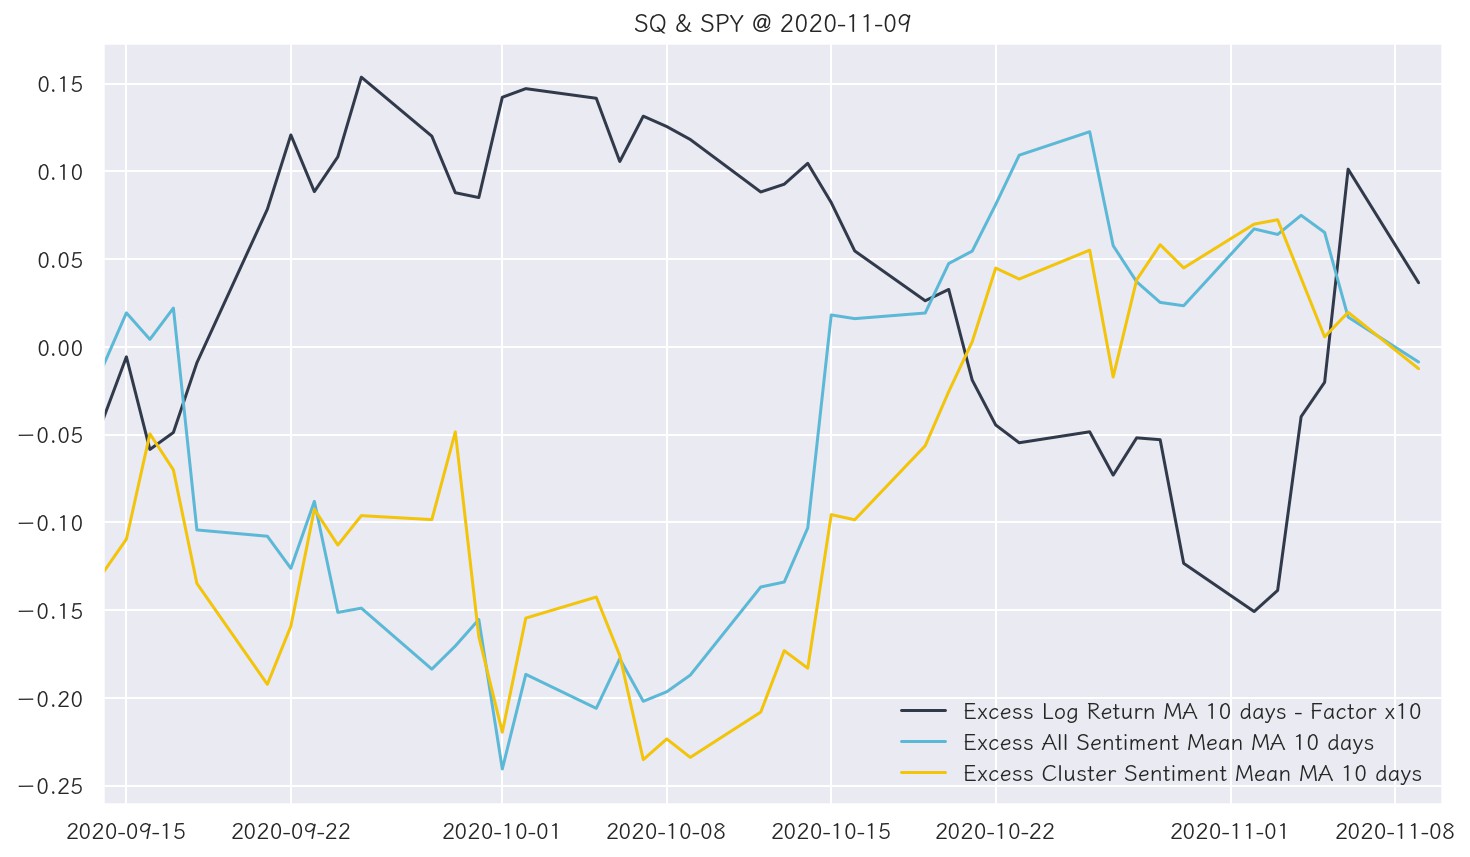 SQ & SPY @ 2020-11-09
0.15
0.10
0.05
0.00
−0.05
−0.10
−0.15
−0.20
−0.25
Excess Log Return MA 10 days - Factor x10
Excess All Sentiment Mean MA 10 days
Excess Cluster Sentiment Mean MA 10 days
2020-09-15 2020-09-22 2020-10-01 2020-10-08 2020-10-15 2020-10-22 2020-11-01 2020-11-08